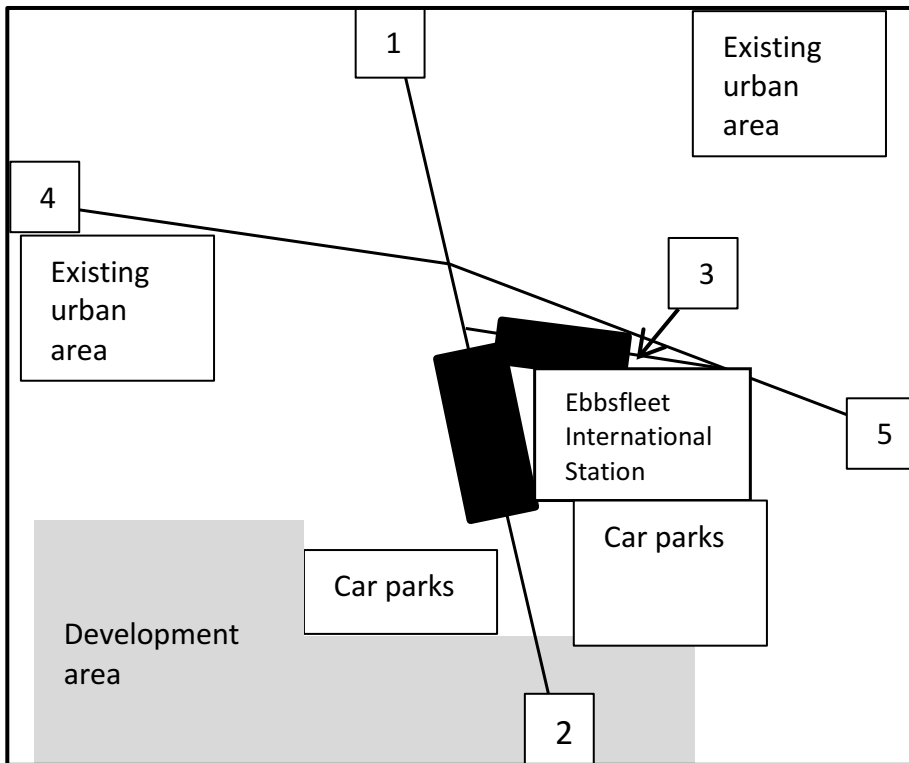 1
Existing
urban
area
4
Existing
urban
area
3
Ebbsfleet
International
Station
5
Car parks
Car parks
Development
area
2